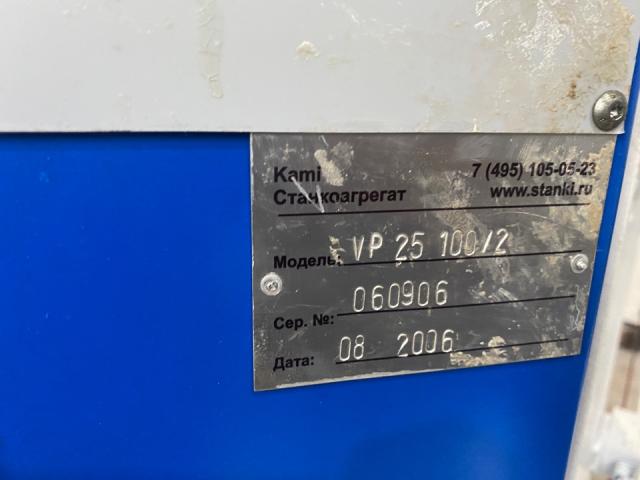 Kami 7 (495) 105-05-23
Станкоагрегат www.stanki.ru
Модель: VP 25 100/2
Сер. №: 060906
Дата: 08 2006